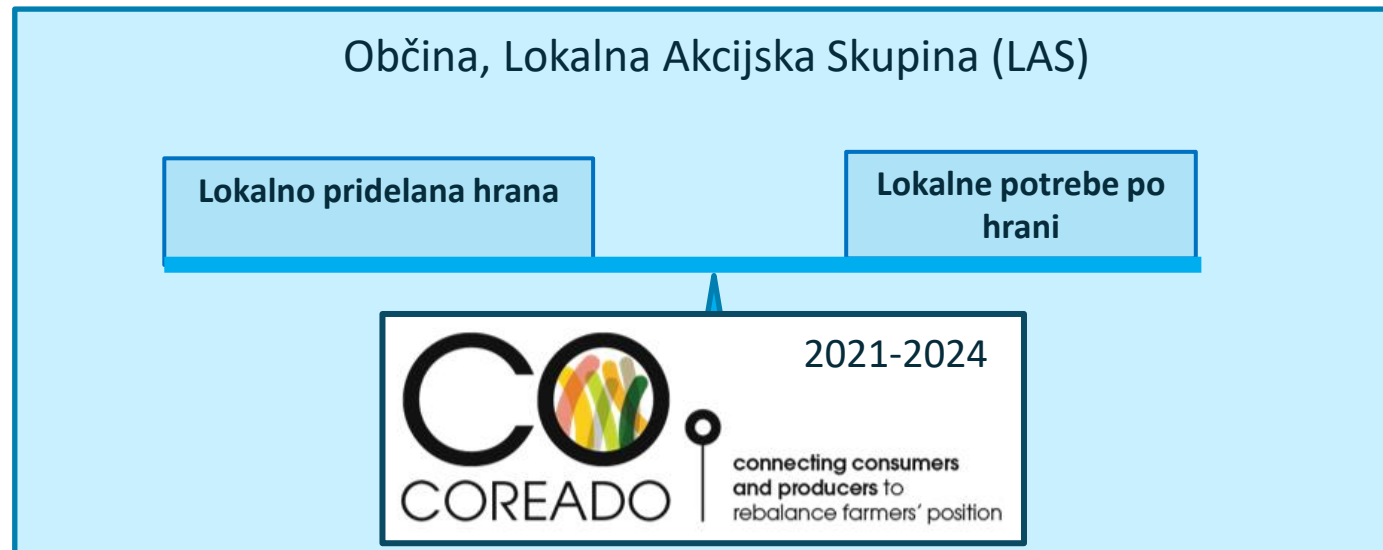 Občina, Lokalna Akcijska Skupina (LAS)
Lokalno pridelana hrana
Lokalne potrebe po
hrani
2021-2024
CO.
COREADO
connecting consumers
and producers to
rebalance farmers' position